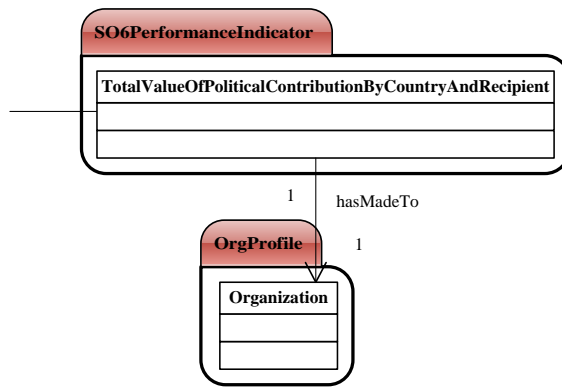 SO6PerformanceIndicator
TotalValueOfPoliticalContributionByCountryAndRecipient
1
hasMadeTo
OrgProfile
1
Organization